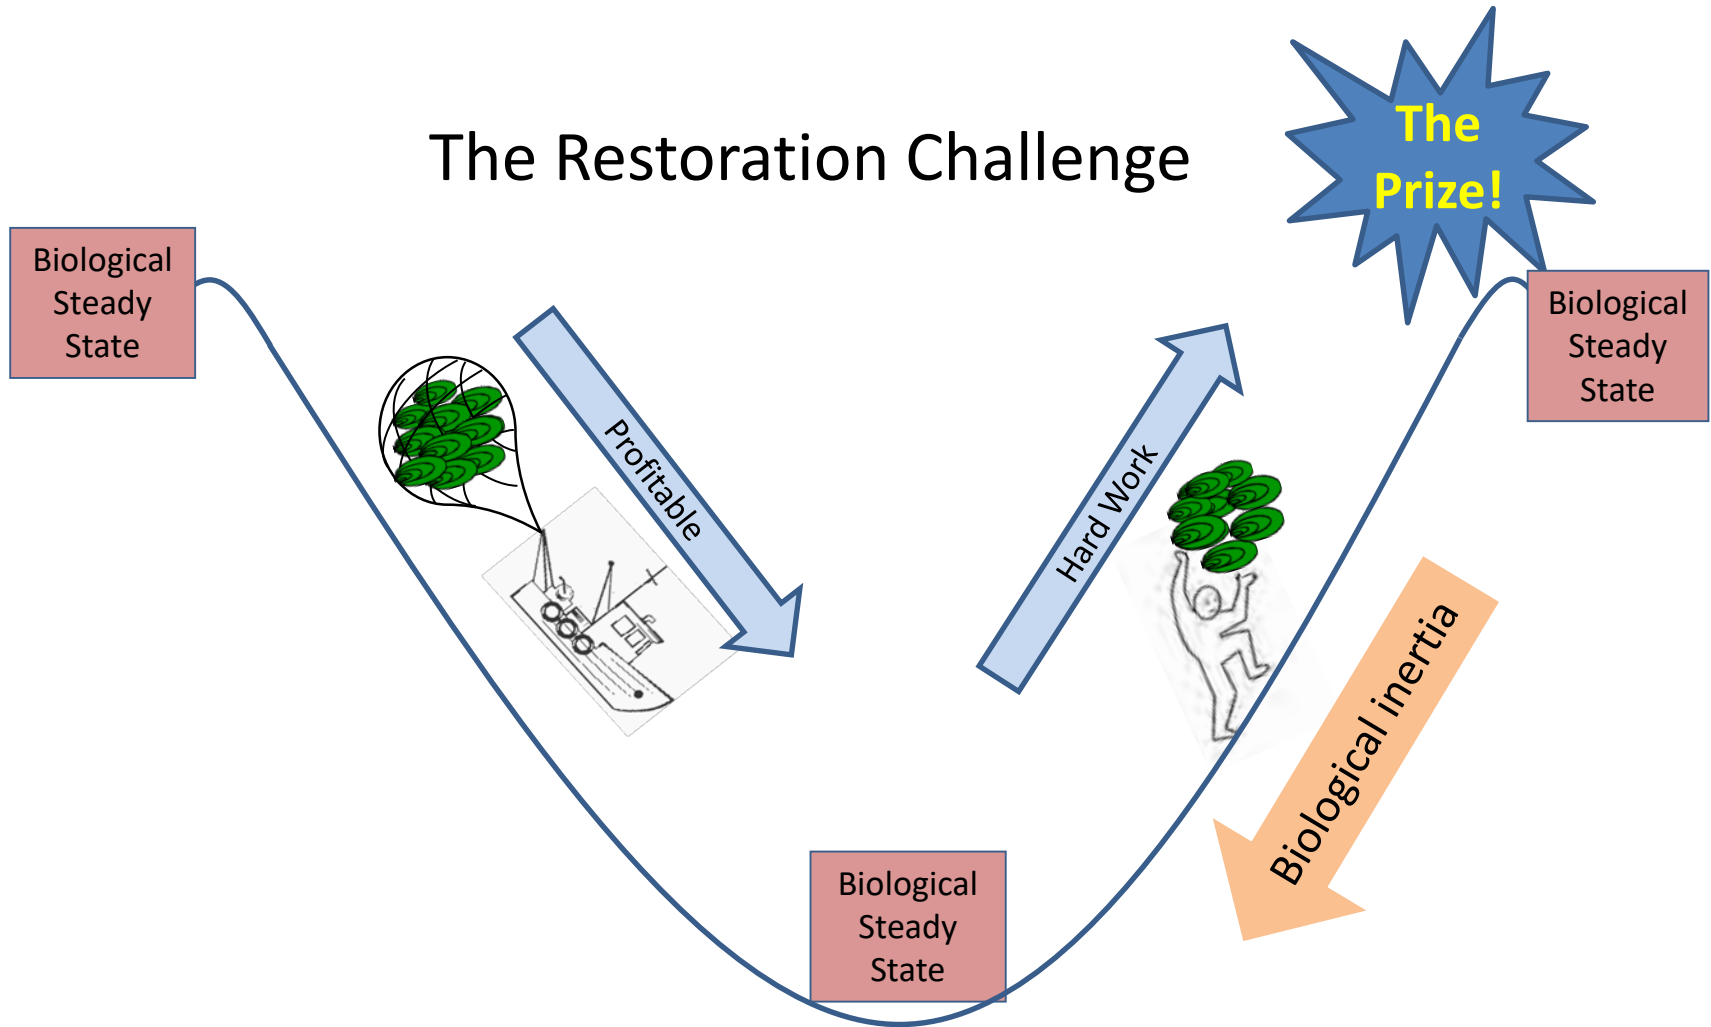 The Restoration Challenge
The
Prize!
Biological
Steady
State
Profitable
Hard Work
Biological
Steady
State
Biological inertia
Biological
Steady
State